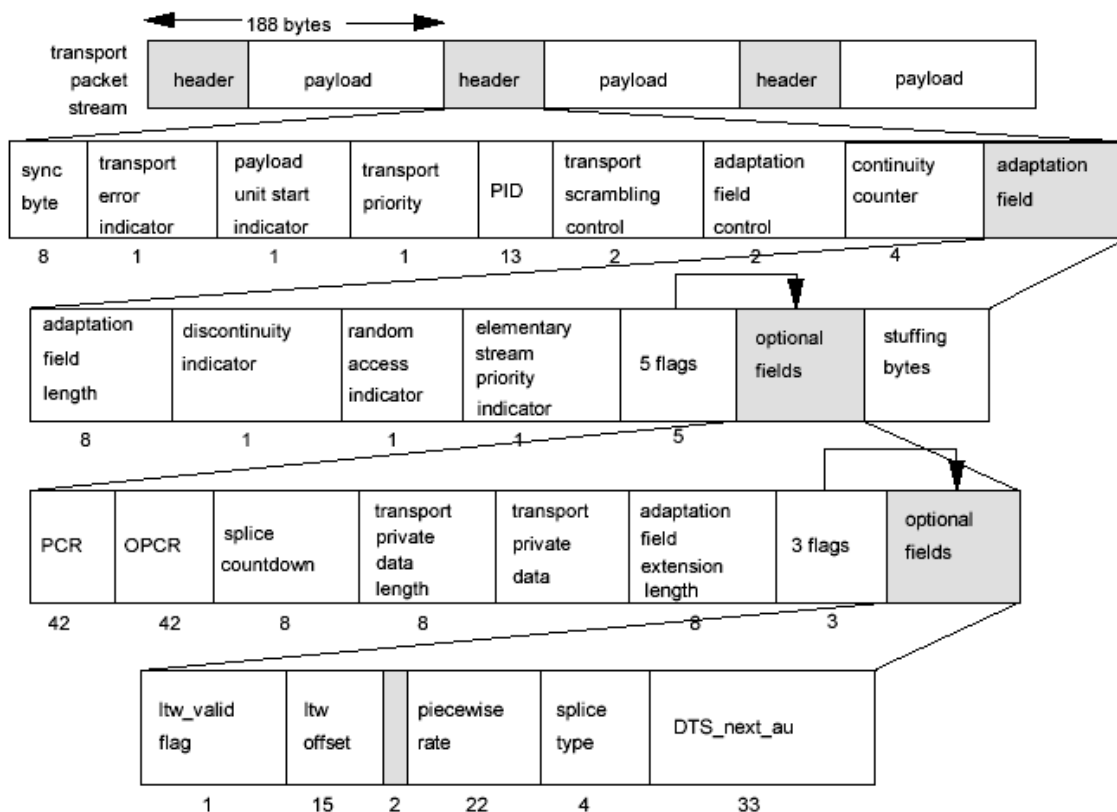 188 bytes
transport
packet
stream
header
payload
header
payload
header
payload
sync
byte
transport
error
indicator
payload
unit start
indicator
transport
priority
PID
transport
scrambling
control
adaptation
field
control
continuity
counter
adaptation
field
8
1
1
1
13
2
2
4
adaptation
field
length
discontinuity
indicator
random
access
indicator
elementary
stream
priority
indicator
5 flags
optional
fields
stuffing
bytes
8
1
1
1
5
PCR
OPCR
splice
countdown
transport
private
data
length
transport
private
data
adaptation
field
extension
length
3 flags
optional
fields
42
42
8
8
8
3
ltw_valid
flag
ltw
offset
piecewise
rate
splice
type
DTS_next_au
1
15
2
22
4
33